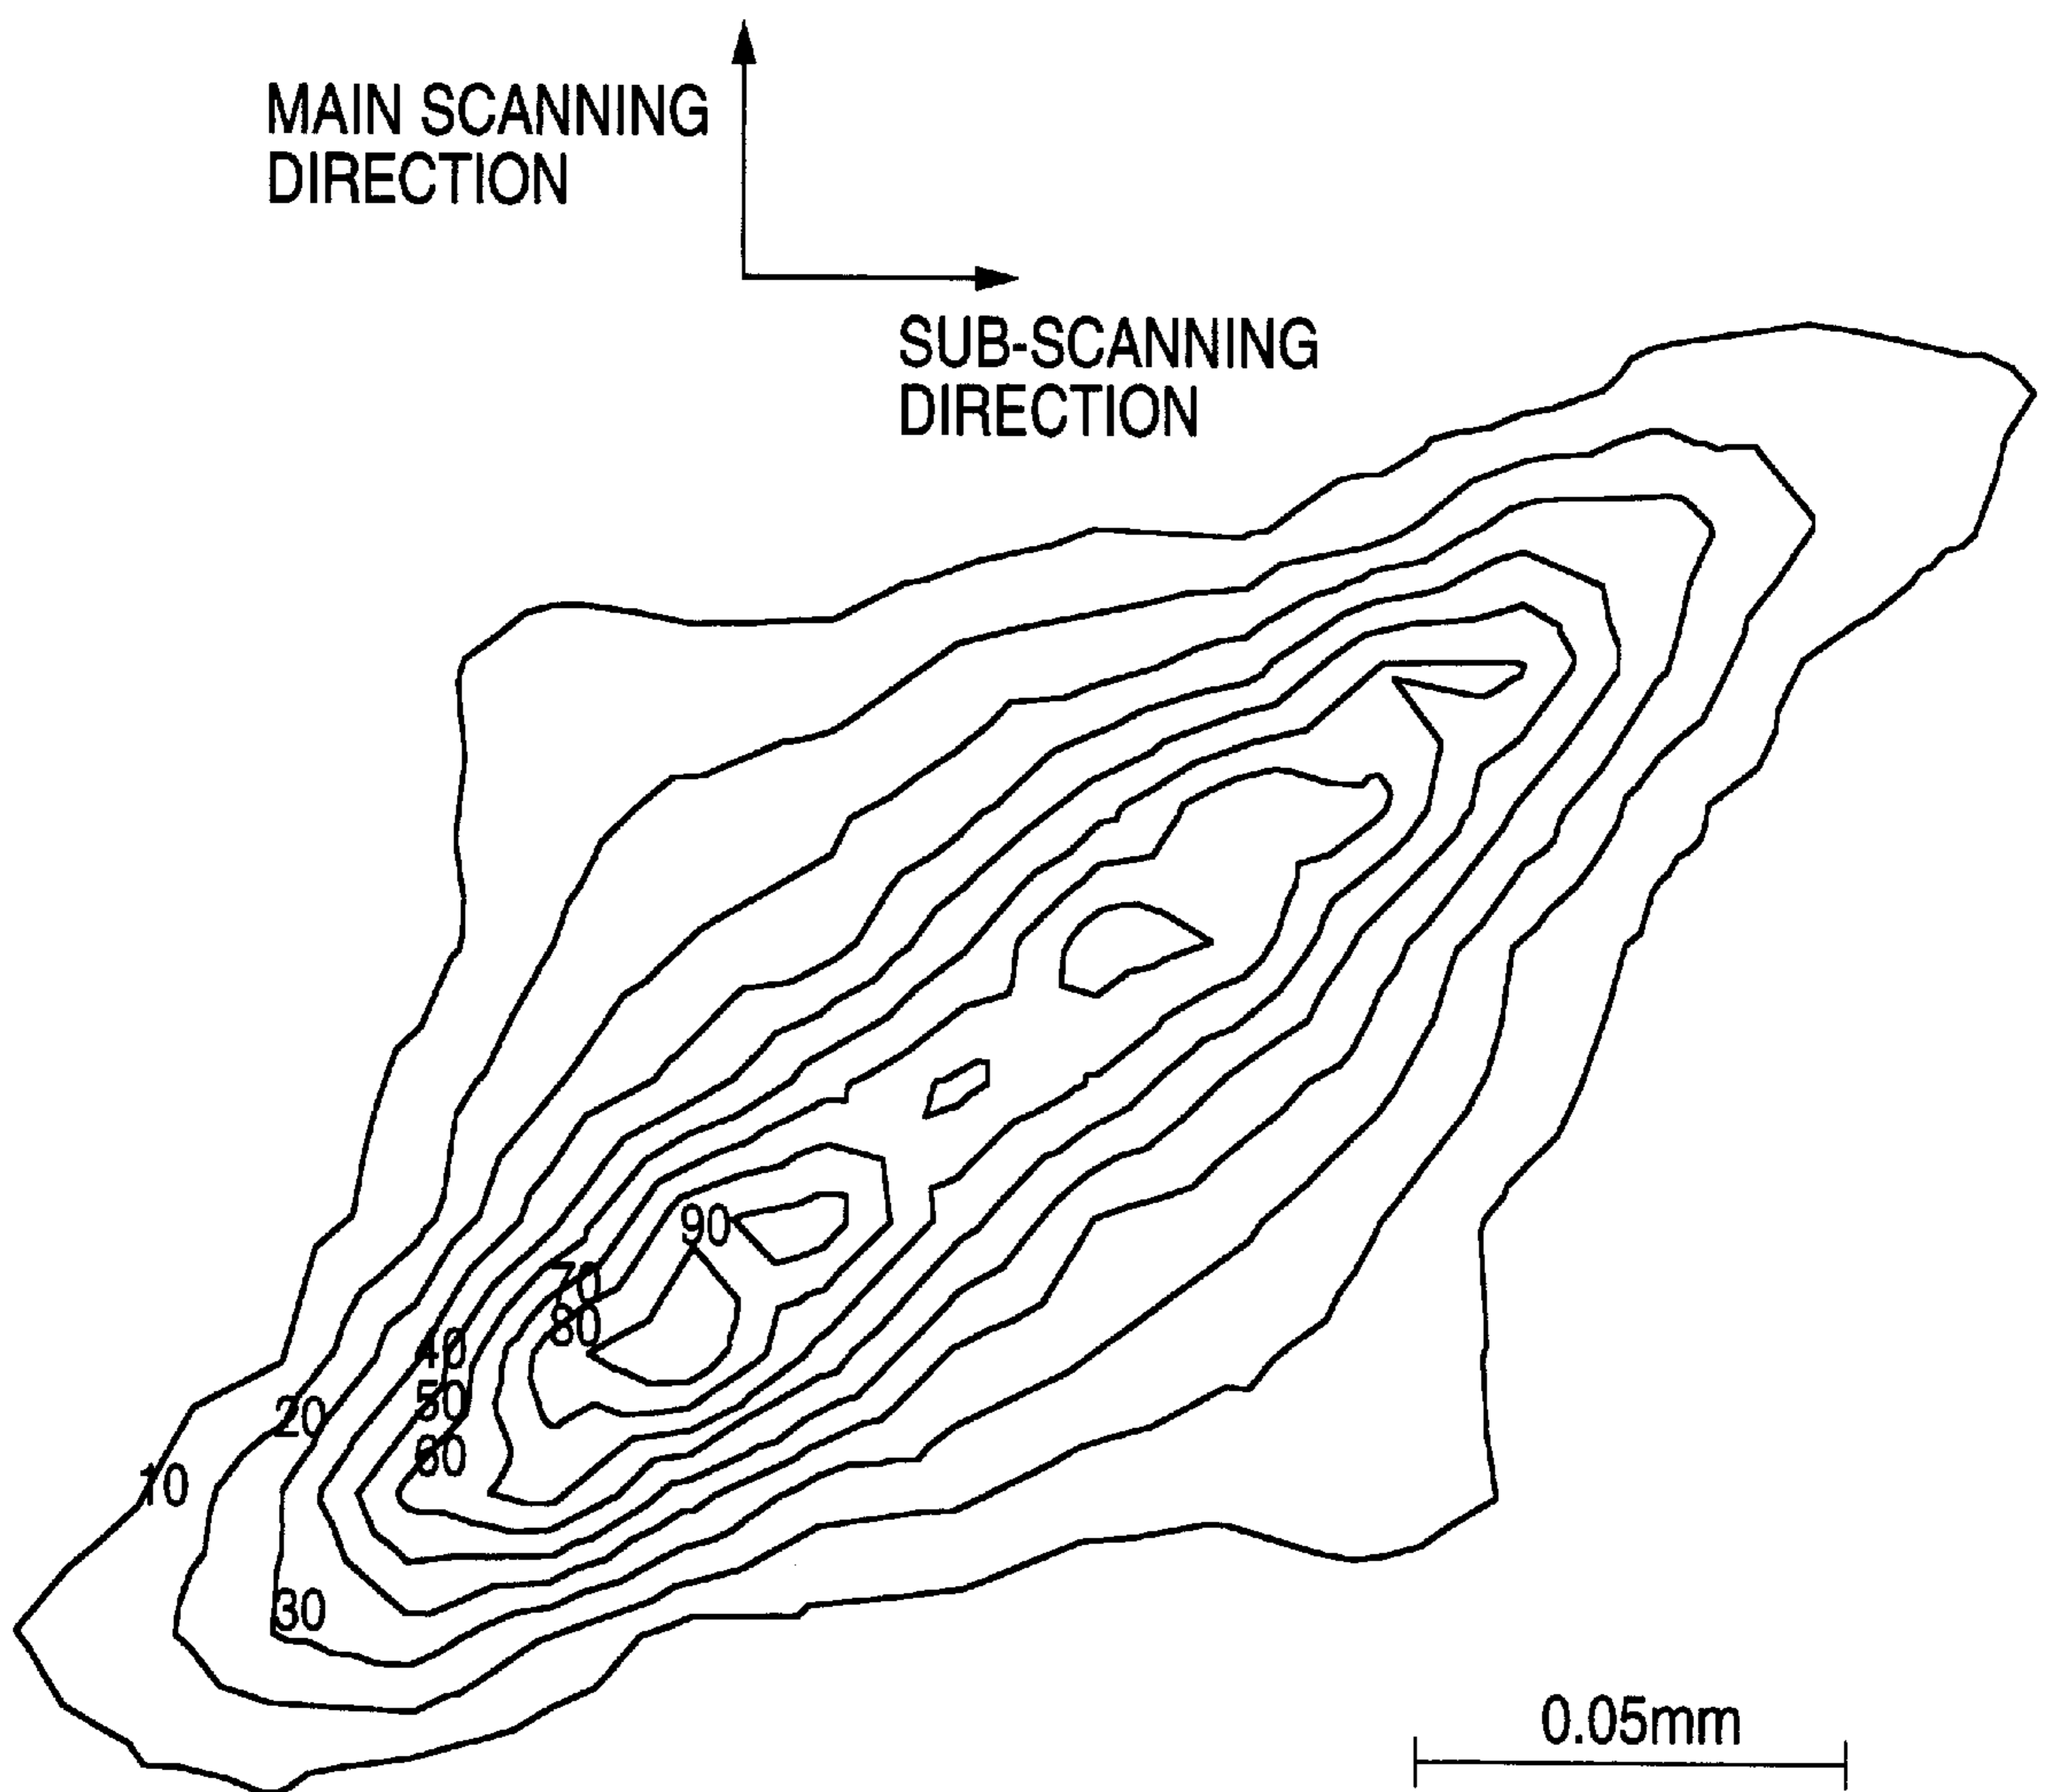 MAIN SCANNING
DIRECTION
SUB-SCANNING
DIRECTION
90
70
80
40
50
60
20
10
30
0.05mm